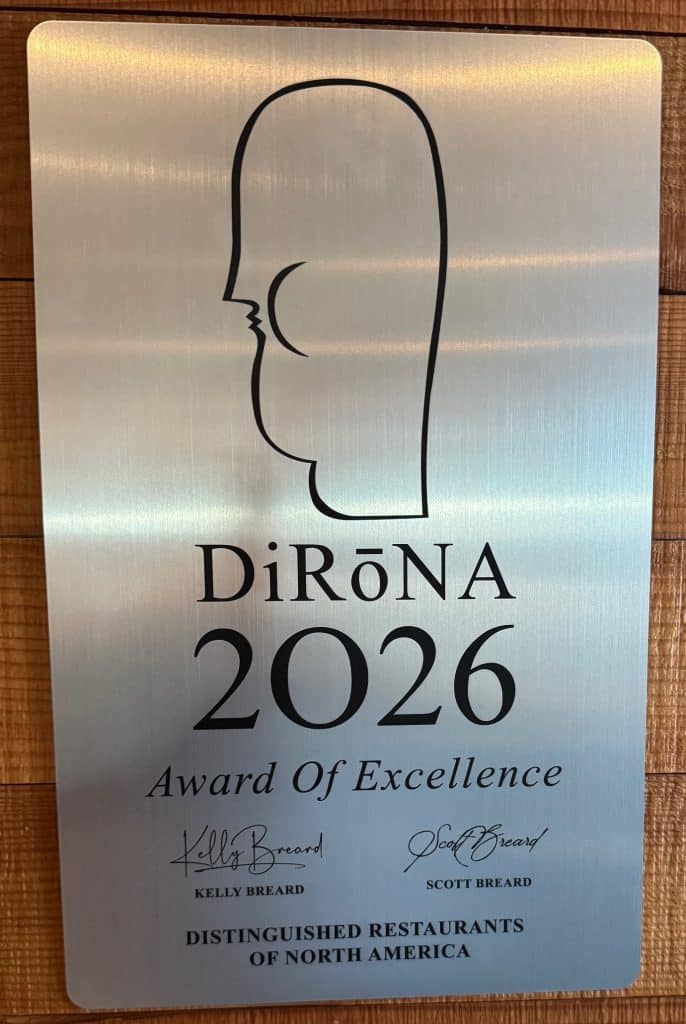 DiRōNA
2026
Award Of Excellence
Kelly Breard Scott Breard
KELLY BREARD SCOTT BREARD
DISTINGUISHED RESTAURANTS
OF NORTH AMERICA